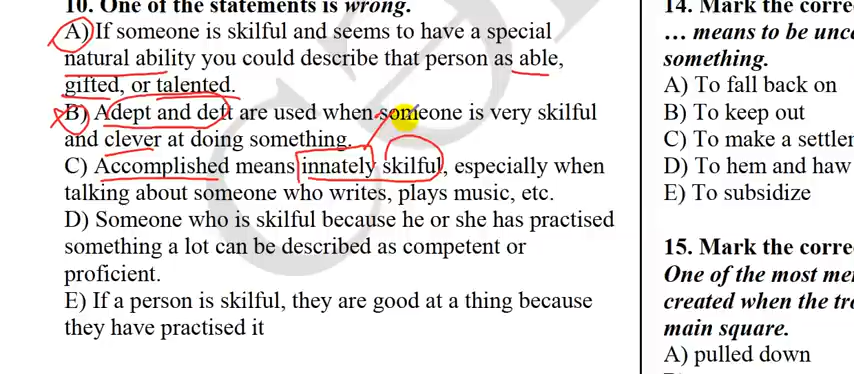 10. One of the statements is wrong.
A) If someone is skilful and seems to have a special
natural ability you could describe that person as able,
gifted, or talented.
B) Adept and deft are used when someone is very skilful
and clever at doing something.
C) Accomplished means innately skilful, especially when
talking about someone who writes, plays music, etc.
D) Someone who is skilful because he or she has practised
something a lot can be described as competent or
proficient.
E) If a person is skilful, they are good at a thing because
they have practised it
14. Mark the corre
… means to be unc
something.
A) To fall back on
B) To keep out
C) To make a settler
D) To hem and haw
E) To subsidize
15. Mark the corre
One of the most me
created when the tr
main square.
A) pulled down